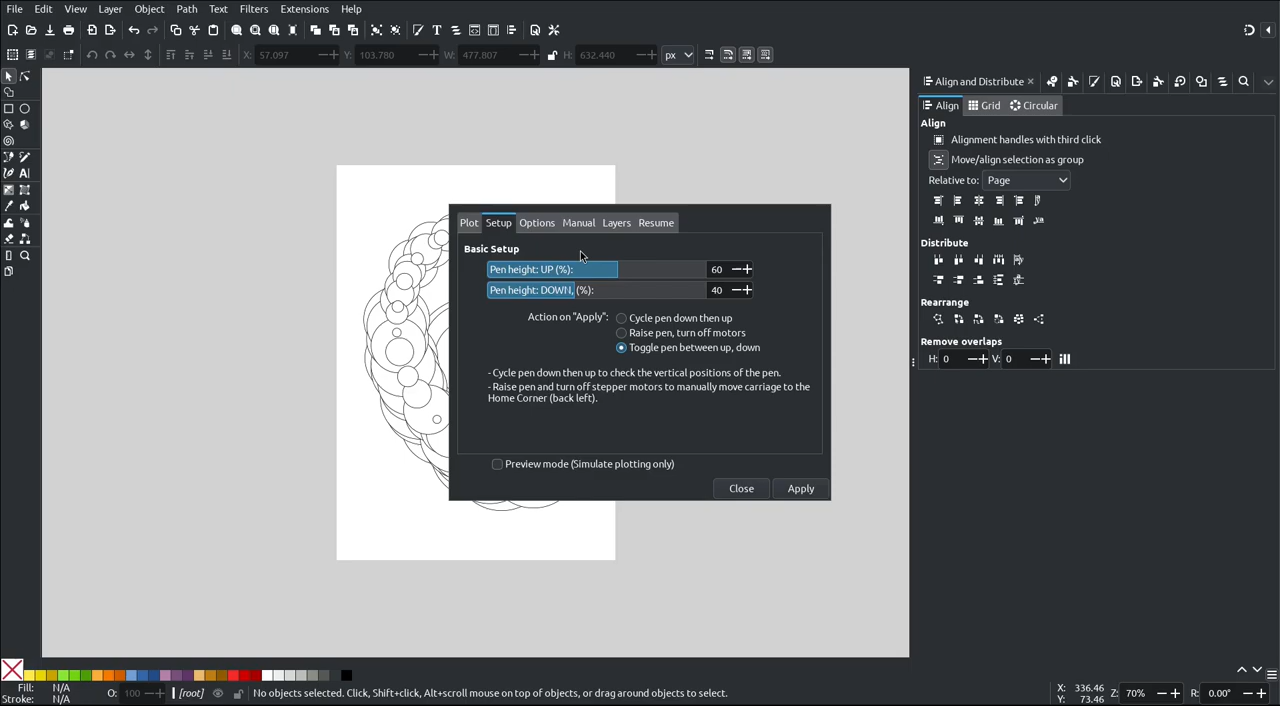 File Edit View Layer Object Path Text Filters Extensions Help
X: 57.097 Y: 103.780 W: 477.807 H: 632.440 px
Align and Distribute
Align Grid Circular
Align
Alignment handles with third click
Move/align selection as group
Relative to: Page
Distribute
Rearrange
Remove overlaps
H: 0 V: 0
Plot Setup Options Manual Layers Resume
Basic Setup
Pen height: UP (%): 60
Pen height: DOWN, (%): 40
Action on "Apply": Cycle pen down then up
Raise pen, turn off motors
Toggle pen between up, down
- Cycle pen down then up to check the vertical positions of the pen.
- Raise pen and turn off stepper motors to manually move carriage to the
Home Corner (back left).
Preview mode (Simulate plotting only)
Close Apply
Fill: N/A
Stroke: N/A
O: 100 [root] No objects selected. Click, Shift+click, Alt+scroll mouse on top of objects, or drag around objects to select.
X: 336.46
Y: 73.46
Z: 70% R: 0.00°